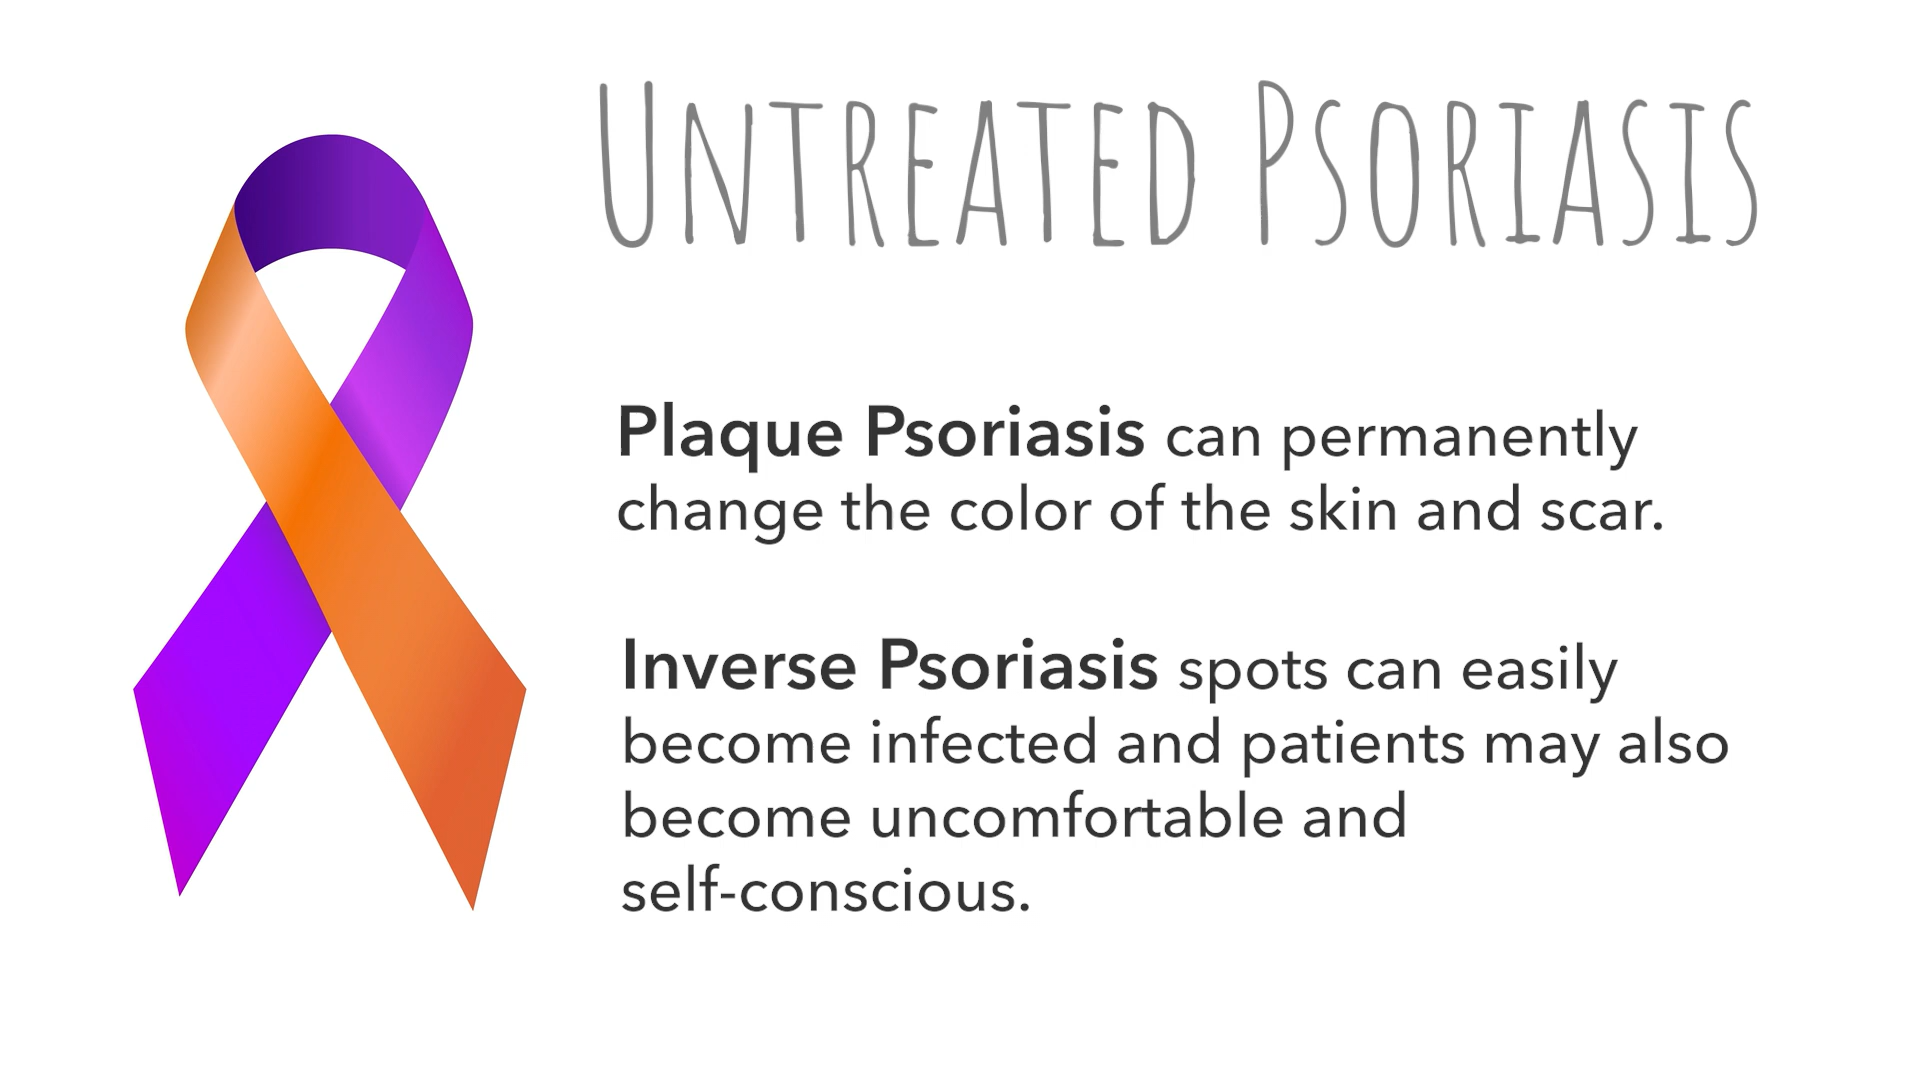 UNTREATED PSORIASIS
Plaque Psoriasis can permanently
change the color of the skin and scar.
Inverse Psoriasis spots can easily
become infected and patients may also
become uncomfortable and
self-conscious.